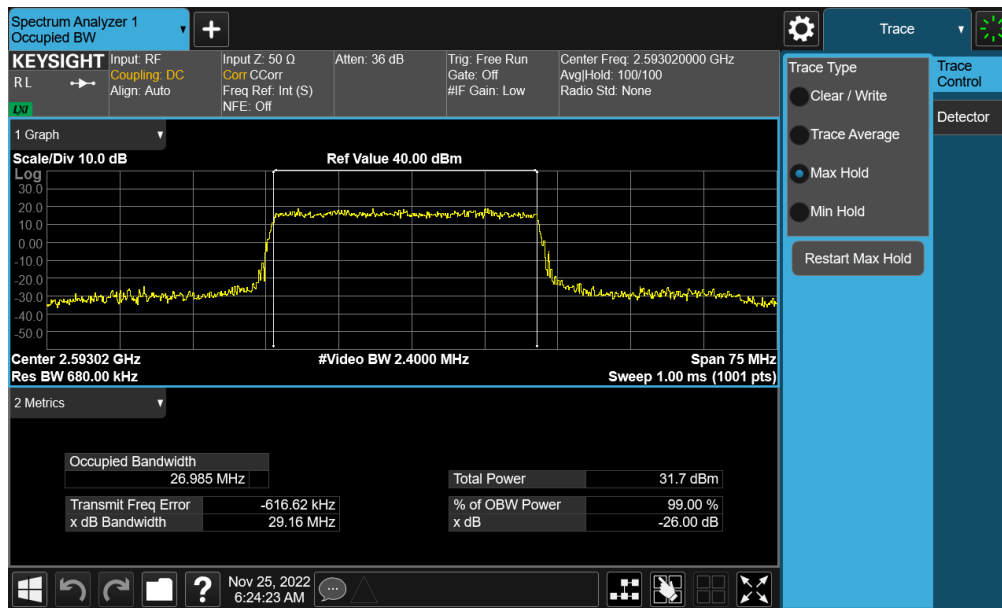 Spectrum Analyzer 1
Occupied BW
+
Trace
KEYSIGHT
RL
LXI
Input: RF
Coupling: DC
Align: Auto
Input Z: 50 Ω
Corr CCorr
Freq Ref: Int (S)
NFE: Off
Atten: 36 dB
Trig: Free Run
Gate: Off
#IF Gain: Low
Center Freq: 2.593020000 GHz
Avg|Hold: 100/100
Radio Std: None
Trace Type
Clear / Write
Trace Average
Max Hold
Min Hold
Restart Max Hold
Trace
Control
Detector
1 Graph
Scale/Div 10.0 dB
Ref Value 40.00 dBm
Log
30.0
20.0
10.0
0.00
-10.0
-20.0
-30.0
-40.0
-50.0
Center 2.59302 GHz
#Video BW 2.4000 MHz
Span 75 MHz
Res BW 680.00 kHz
Sweep 1.00 ms (1001 pts)
2 Metrics
Occupied Bandwidth
26.985 MHz
Total Power 31.7 dBm
Transmit Freq Error -616.62 kHz
% of OBW Power 99.00 %
x dB Bandwidth 29.16 MHz
x dB -26.00 dB
?
Nov 25, 2022
6:24:23 AM